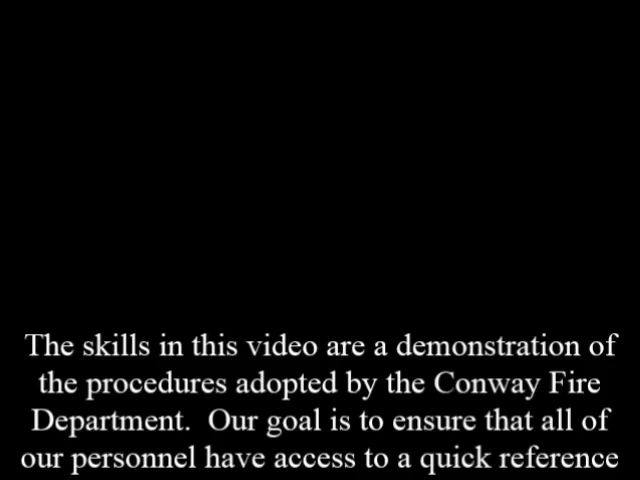 The skills in this video are a demonstration of
the procedures adopted by the Conway Fire
Department.  Our goal is to ensure that all of
our personnel have access to a quick reference